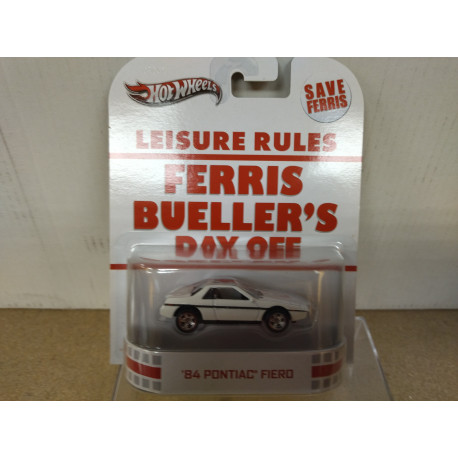 Hot Wheels
SAVE
FERRIS
LEISURE RULES
FERRIS
BUELLER'S
DAY OFF
'84 PONTIAC® FIERO